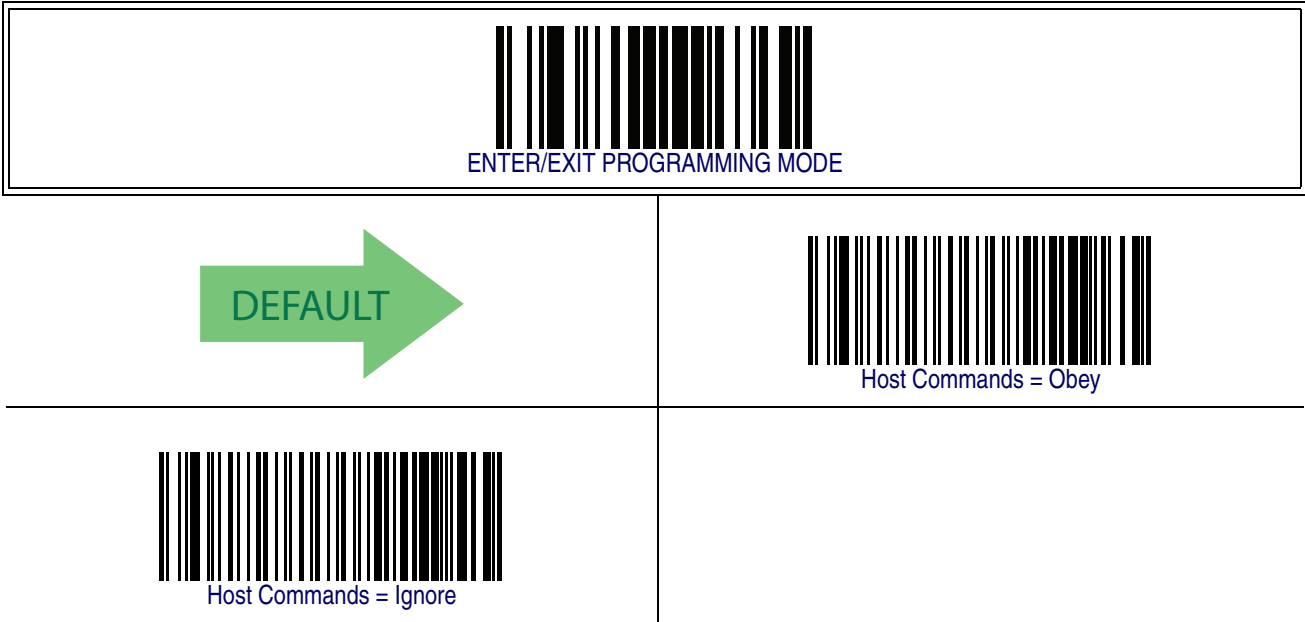 ENTER/EXIT PROGRAMMING MODE
DEFAULT
Host Commands = Obey
Host Commands = Ignore